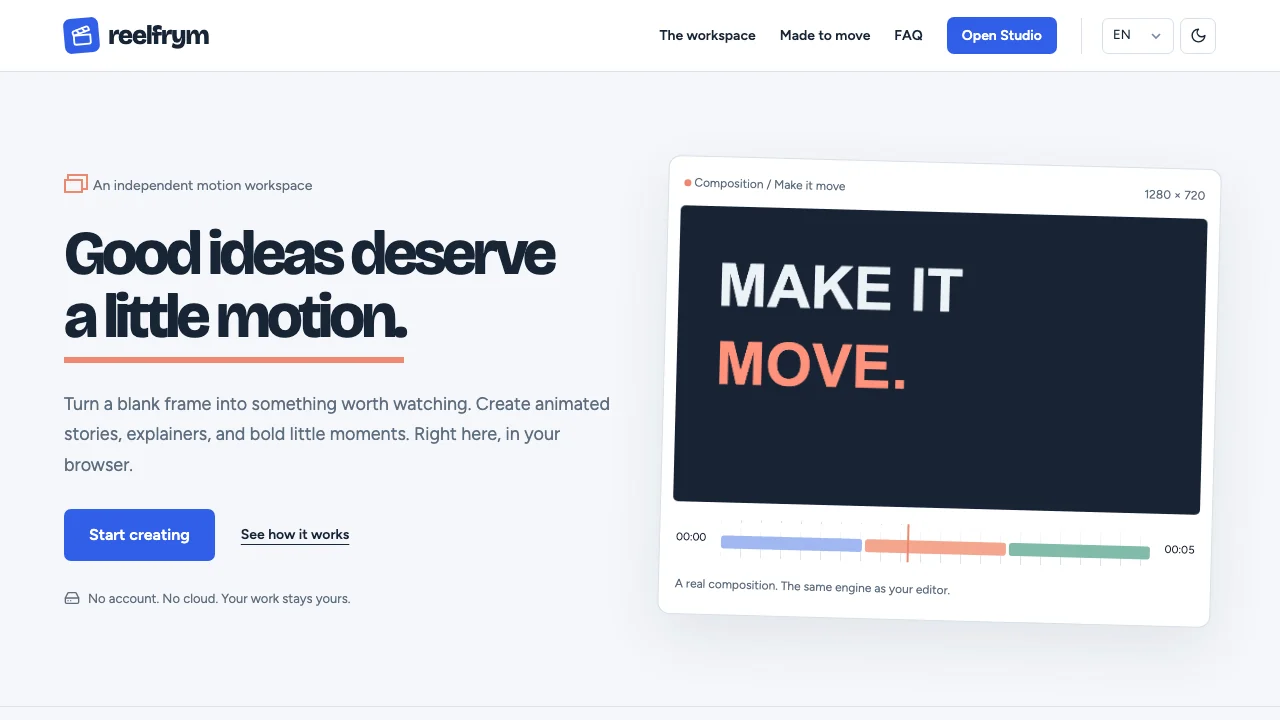 reelfrym
The workspace
Made to move
FAQ
Open Studio
EN
An independent motion workspace
Good ideas deserve
a little motion.
Turn a blank frame into something worth watching. Create animated
stories, explainers, and bold little moments. Right here, in your
browser.
Start creating
See how it works
No account. No cloud. Your work stays yours.
Composition / Make it move
1280 × 720
MAKE IT
MOVE.
00:00
00:05
A real composition. The same engine as your editor.